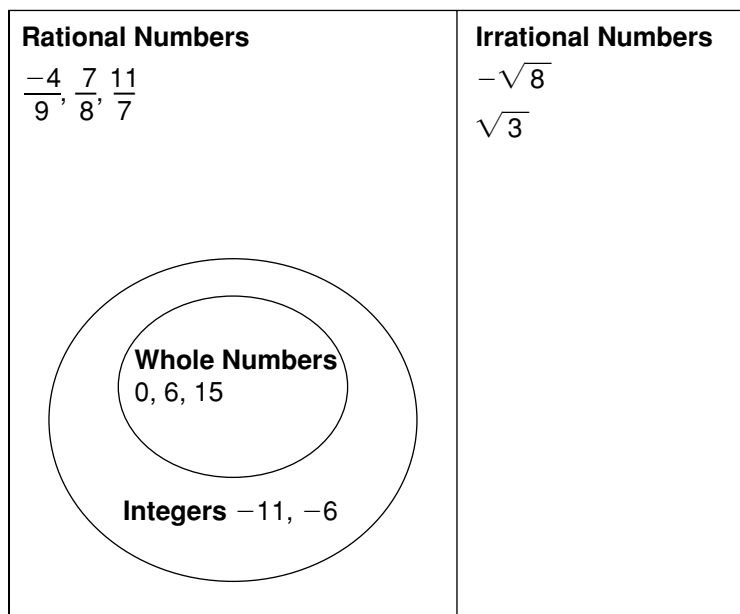 Rational Numbers
-4/9, 7/8, 11/7
Whole Numbers
0, 6, 15
Integers −11, −6
Irrational Numbers
−√8
√3